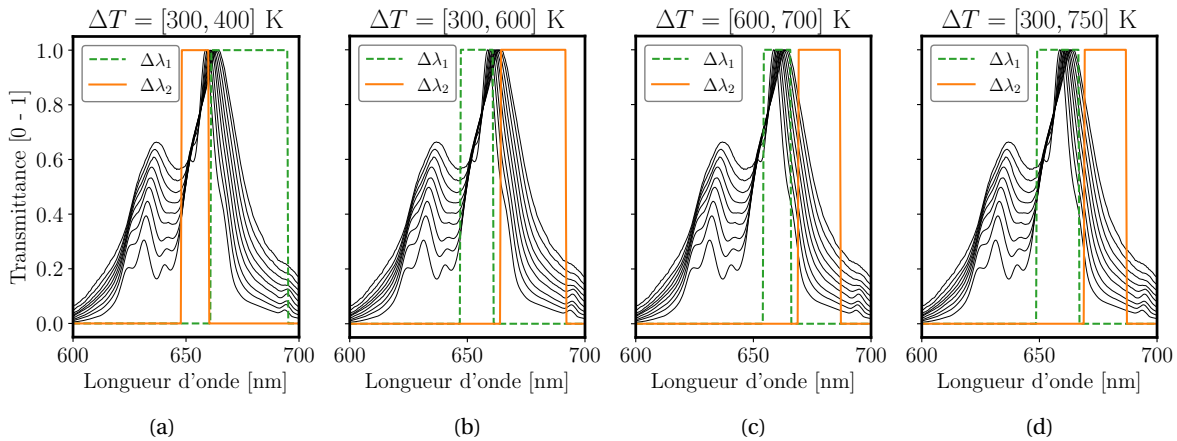 ΔT = [300, 400] K
ΔT = [300, 600] K
ΔT = [600, 700] K
ΔT = [300, 750] K
Transmittance [0 - 1]
1.0
0.8
0.6
0.4
0.2
0.0
Δλ₁
Δλ₂
Δλ₁
Δλ₂
Δλ₁
Δλ₂
Δλ₁
Δλ₂
600
650
700
600
650
700
600
650
700
600
650
700
Longueur d'onde [nm]
Longueur d'onde [nm]
Longueur d'onde [nm]
Longueur d'onde [nm]
(a)
(b)
(c)
(d)